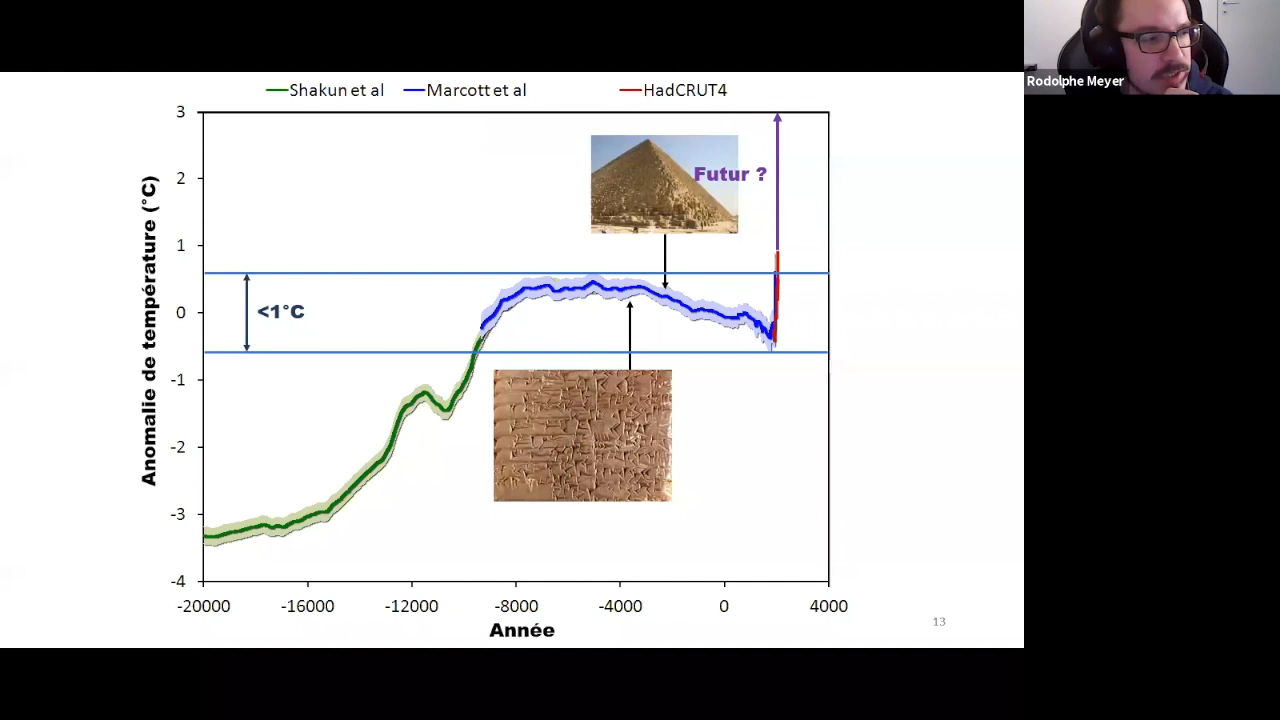 Rodolphe Meyer
Shakun et al
Marcott et al
HadCRUT4
3
2
1
0
-1
-2
-3
-4
Anomalie de température (°C)
Futur ?
<1°C
-20000
-16000
-12000
-8000
-4000
0
4000
Année
13